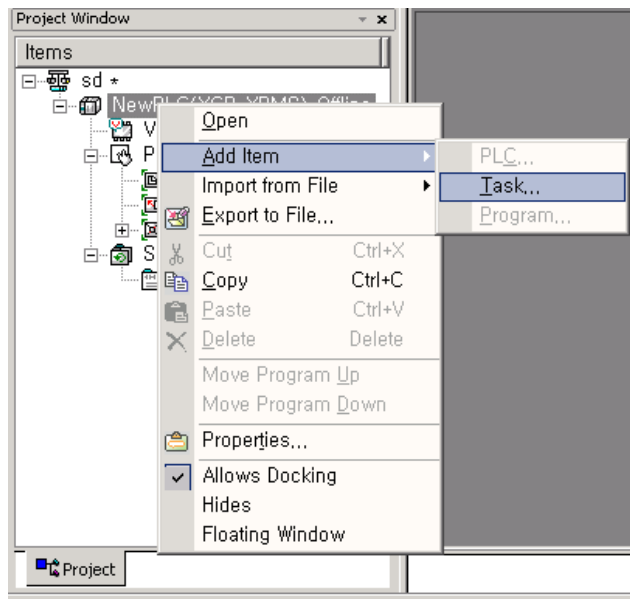 Project Window
Items
sd *
NewPLC(XGB-XBMS)-Offline
V
P
S
Open
Add Item
Import from File
Export to File...
Cut Ctrl+X
Copy Ctrl+C
Paste Ctrl+V
Delete Delete
Move Program Up
Move Program Down
Properties...
Allows Docking
Hides
Floating Window
PLC...
Task...
Program...
Project